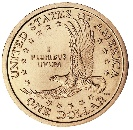 UNITED STATES OF AMERICA
E
PLURIBUS
UNUM
ONE DOLLAR